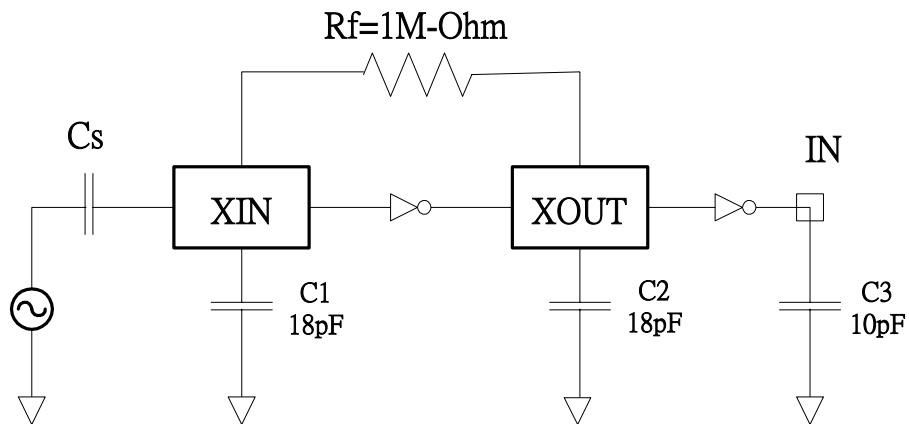 Rf=1M-Ohm
Cs
IN
XIN
XOUT
C1
18pF
C2
18pF
C3
10pF